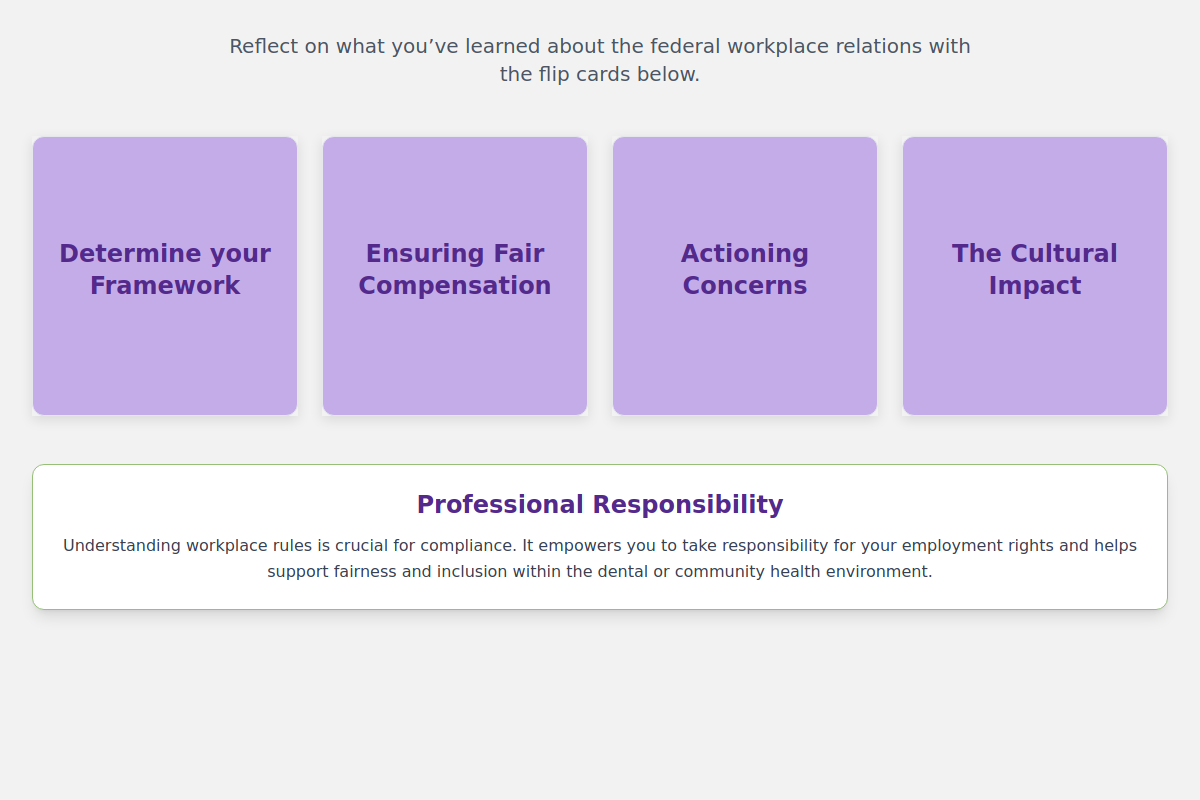 Reflect on what you’ve learned about the federal workplace relations with
the flip cards below.
Determine your
Framework
Ensuring Fair
Compensation
Actioning
Concerns
The Cultural
Impact
Professional Responsibility
Understanding workplace rules is crucial for compliance. It empowers you to take responsibility for your employment rights and helps
support fairness and inclusion within the dental or community health environment.